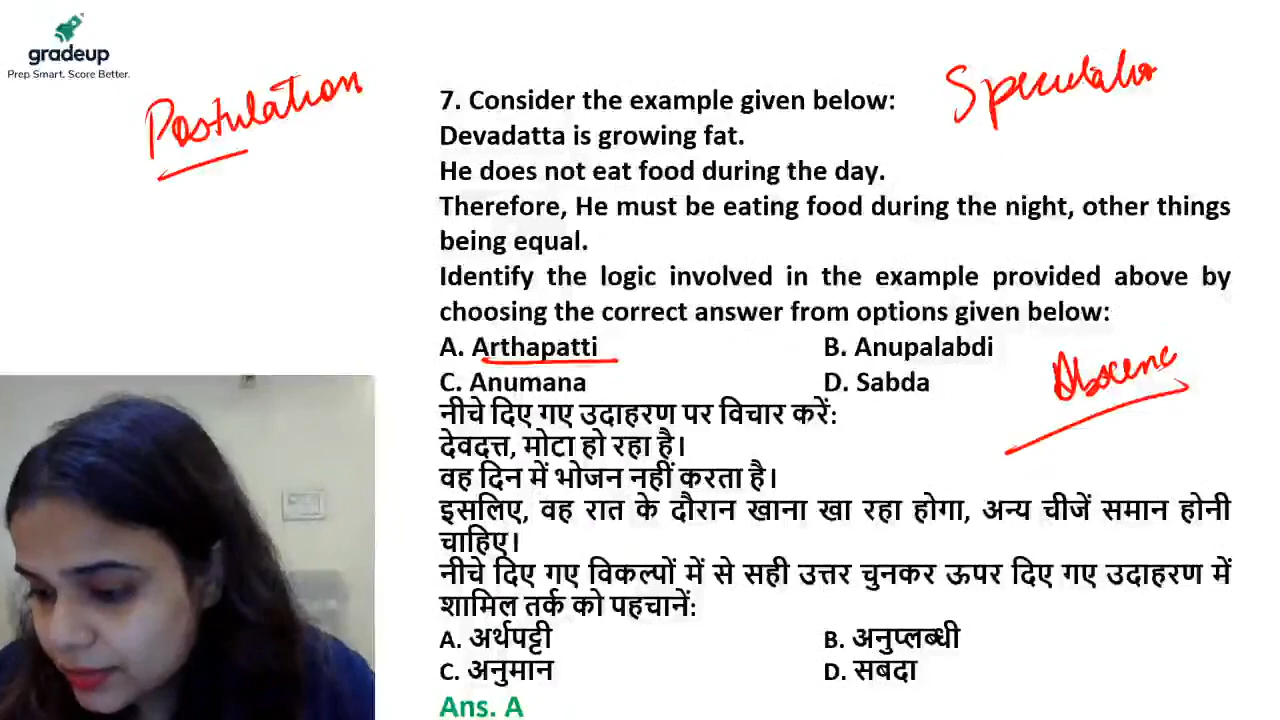 gradeup
Prep Smart. Score Better.
Postulation
Speculatio
7. Consider the example given below:
Devadatta is growing fat.
He does not eat food during the day.
Therefore, He must be eating food during the night, other things
being equal.
Identify the logic involved in the example provided above by
choosing the correct answer from options given below:
A. Arthapatti B. Anupalabdi
C. Anumana D. Sabda
Absence
नीचे दिए गए उदाहरण पर विचार करें:
देवदत्त, मोटा हो रहा है।
वह दिन में भोजन नहीं करता है।
इसलिए, वह रात के दौरान खाना खा रहा होगा, अन्य चीजें समान होनी
चाहिए।
नीचे दिए गए विकल्पों में से सही उत्तर चुनकर ऊपर दिए गए उदाहरण में
शामिल तर्क को पहचानें:
A. अर्थपट्टी B. अनुप्लब्धी
C. अनुमान D. सबदा
Ans. A